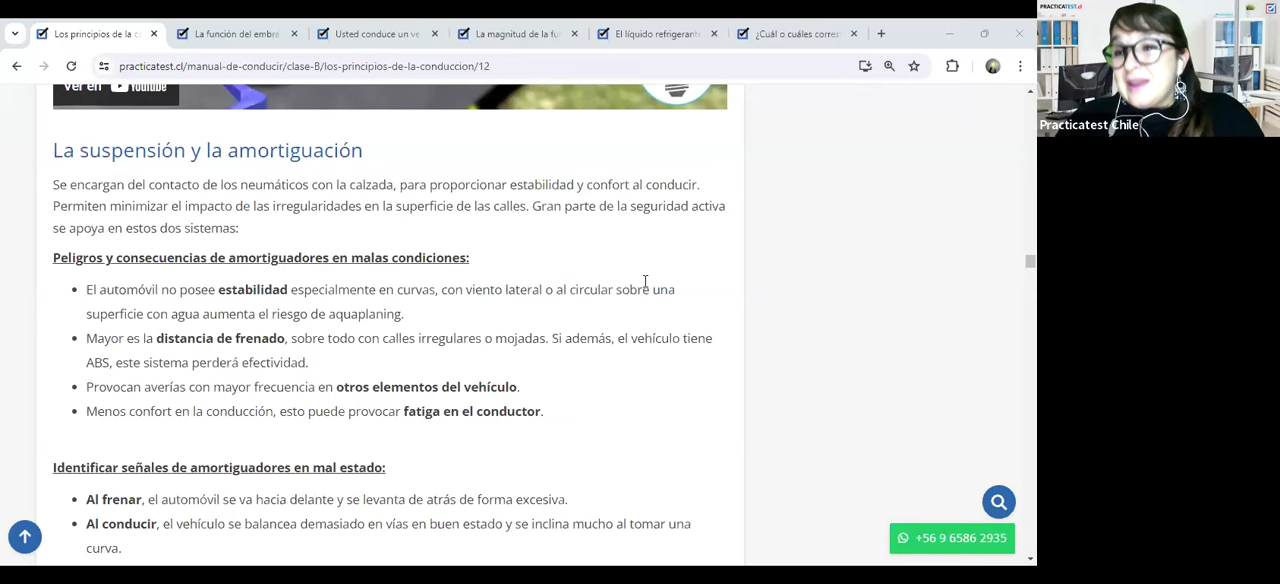 Los principios de la c
La función del embra
Usted conduce un ve
La magnitud de la fu
El líquido refrigerant
¿Cuál o cuáles corres
practicatest.cl/manual-de-conducir/clase-B/los-principios-de-la-conduccion/12
PRACTICATEST.cl
Practicatest Chile
Ver en YouTube
La suspensión y la amortiguación
Se encargan del contacto de los neumáticos con la calzada, para proporcionar estabilidad y confort al conducir.
Permiten minimizar el impacto de las irregularidades en la superficie de las calles. Gran parte de la seguridad activa
se apoya en estos dos sistemas:
Peligros y consecuencias de amortiguadores en malas condiciones:
El automóvil no posee estabilidad especialmente en curvas, con viento lateral o al circular sobre una
superficie con agua aumenta el riesgo de aquaplaning.
Mayor es la distancia de frenado, sobre todo con calles irregulares o mojadas. Si además, el vehículo tiene
ABS, este sistema perderá efectividad.
Provocan averías con mayor frecuencia en otros elementos del vehículo.
Menos confort en la conducción, esto puede provocar fatiga en el conductor.
Identificar señales de amortiguadores en mal estado:
Al frenar, el automóvil se va hacia delante y se levanta de atrás de forma excesiva.
Al conducir, el vehículo se balancea demasiado en vías en buen estado y se inclina mucho al tomar una
curva.
+56 9 6586 2935